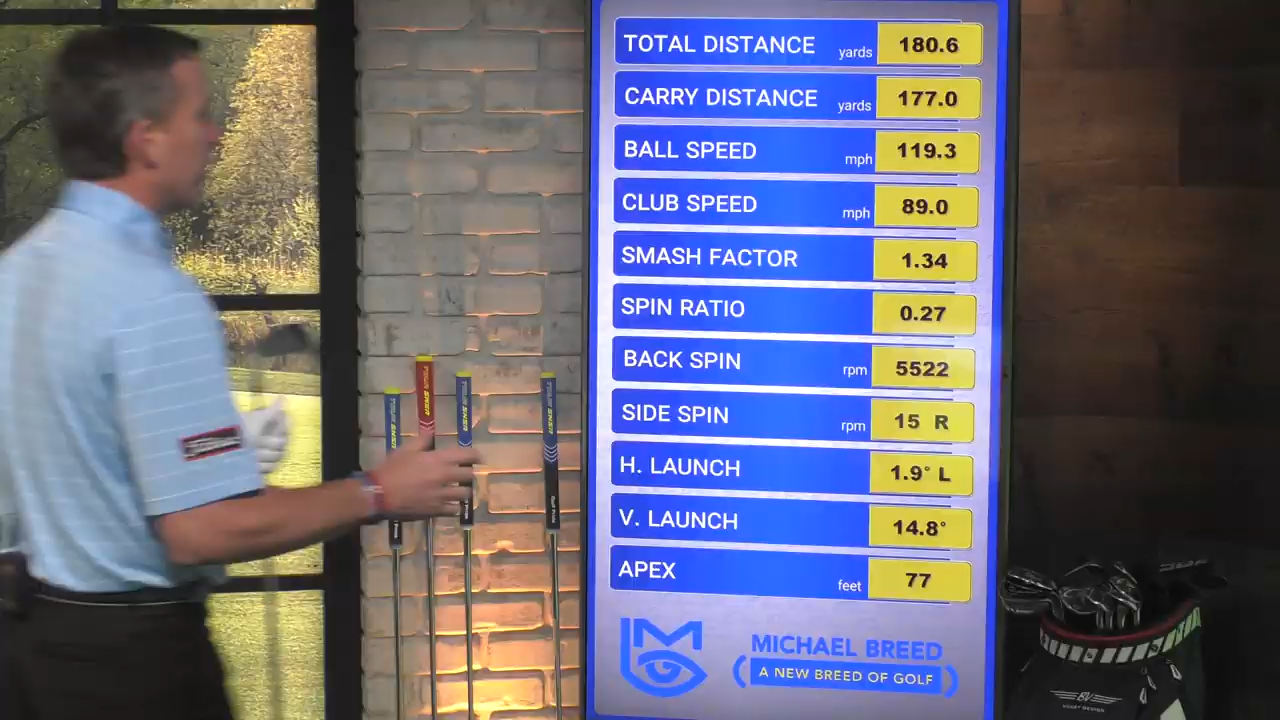 TOTAL DISTANCE yards 180.6
CARRY DISTANCE yards 177.0
BALL SPEED mph 119.3
CLUB SPEED mph 89.0
SMASH FACTOR 1.34
SPIN RATIO 0.27
BACK SPIN rpm 5522
SIDE SPIN rpm 15 R
H. LAUNCH 1.9° L
V. LAUNCH 14.8°
APEX feet 77
MICHAEL BREED
A NEW BREED OF GOLF